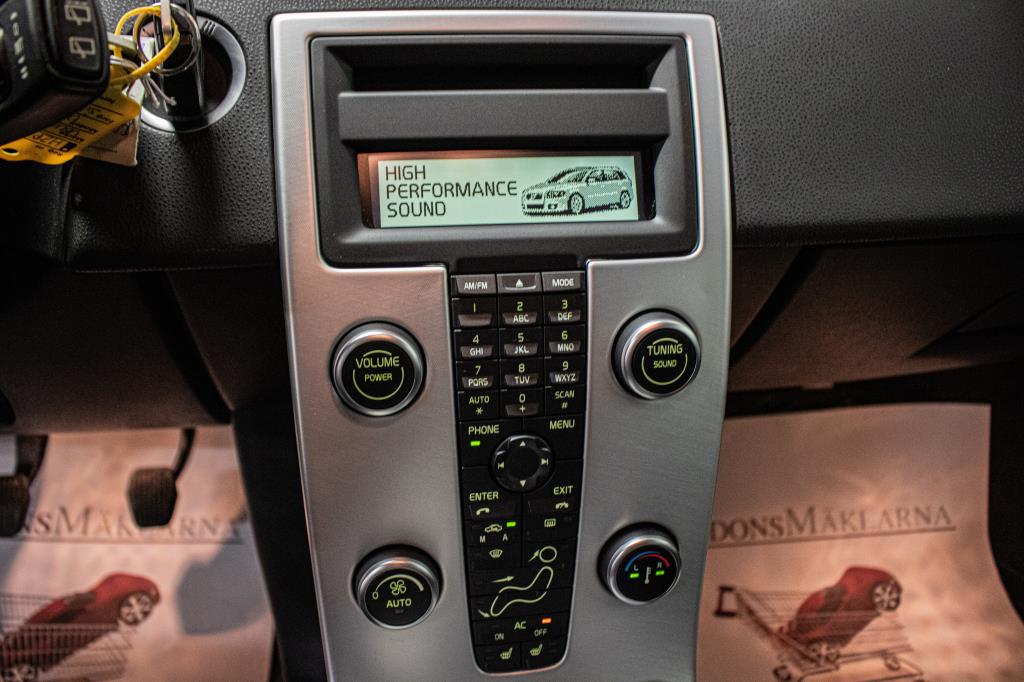 HIGH
PERFORMANCE
SOUND
AM/FM MODE
1 2 3
ABC DEF
4 5 6
GHI JKL MNO
7 8 9
PQRS TUV WXYZ
AUTO 0 SCAN
* + #
VOLUME
POWER
TUNING
SOUND
PHONE MENU
ENTER EXIT
M A
AUTO
0
L R
AC
ON OFF
DONSMÄKLARNA
DONSMÄKLARNA